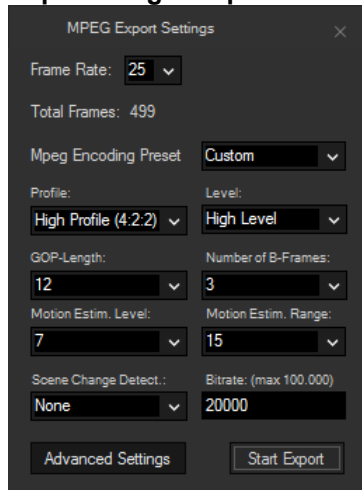 MPEG Export Settings
Frame Rate: 25
Total Frames: 499
Mpeg Encoding Preset Custom
Profile: Level:
High Profile (4:2:2) High Level
GOP-Length: Number of B-Frames:
12 3
Motion Estim. Level: Motion Estim. Range:
7 15
Scene Change Detect.: Bitrate: (max 100.000)
None 20000
Advanced Settings Start Export